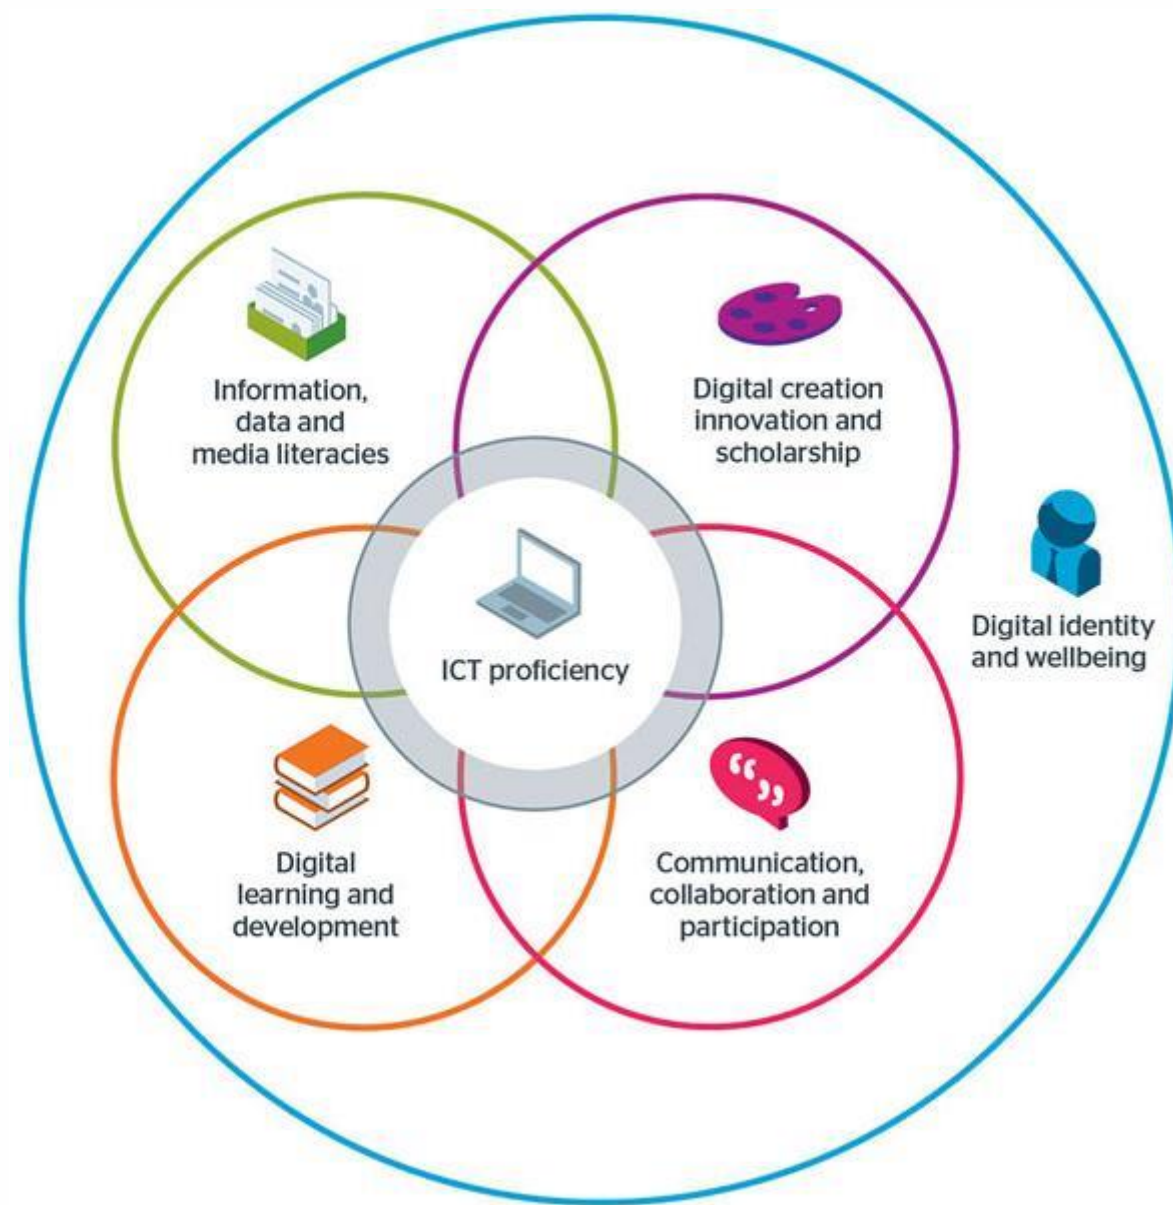 Information,
data and
media literacies
Digital creation
innovation and
scholarship
ICT proficiency
Digital identity
and wellbeing
Digital
learning and
development
Communication,
collaboration and
participation